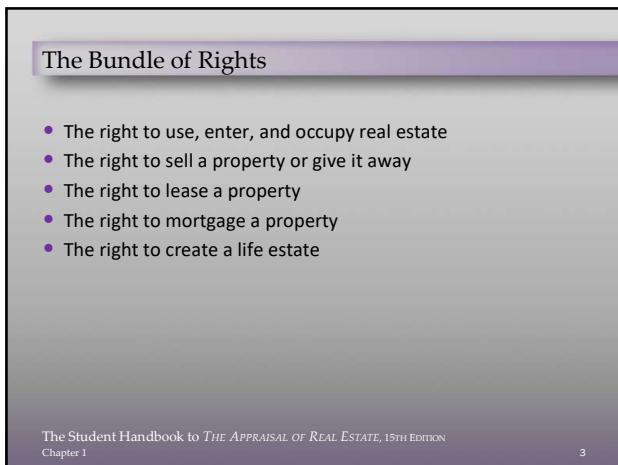 The Bundle of Rights
• The right to use, enter, and occupy real estate
• The right to sell a property or give it away
• The right to lease a property
• The right to mortgage a property
• The right to create a life estate
The Student Handbook to THE APPRAISAL OF REAL ESTATE, 15TH EDITION
Chapter 1 3